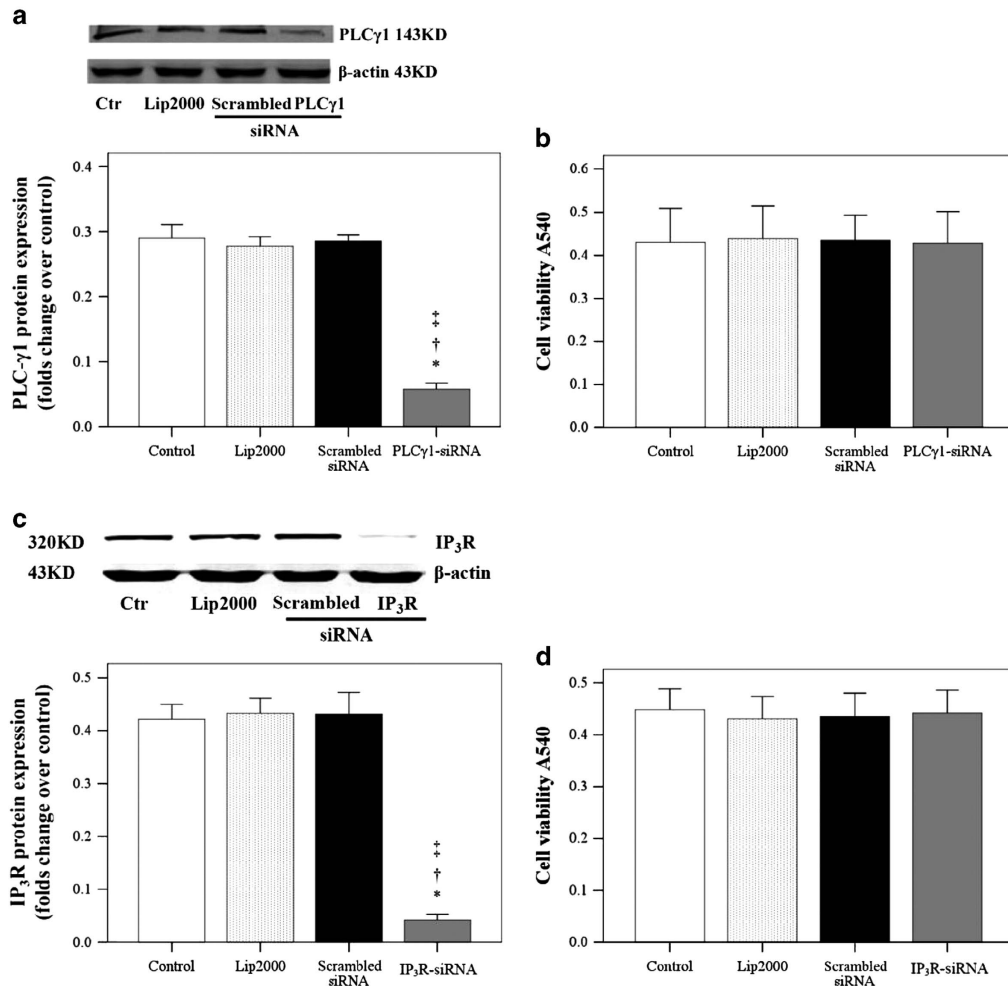 a
PLCγ1 143KD
β-actin 43KD
Ctr Lip2000 Scrambled PLCγ1
siRNA
PLC-γ1 protein expression
(folds change over control)
0.4
0.3
0.2
0.1
0.0
‡
†
*
Control Lip2000 Scrambled siRNA PLCγ1-siRNA
b
Cell viability A540
0.6
0.5
0.4
0.3
0.2
0.1
0.0
Control Lip2000 Scrambled siRNA PLCγ1-siRNA
c
320KD IP₃R
43KD β-actin
Ctr Lip2000 Scrambled IP₃R
siRNA
IP₃R protein expression
(folds change over control)
0.5
0.4
0.3
0.2
0.1
0.0
‡
†
*
Control Lip2000 Scrambled siRNA IP₃R-siRNA
d
Cell viability A540
0.5
0.4
0.3
0.2
0.1
0.0
Control Lip2000 Scrambled siRNA IP₃R-siRNA